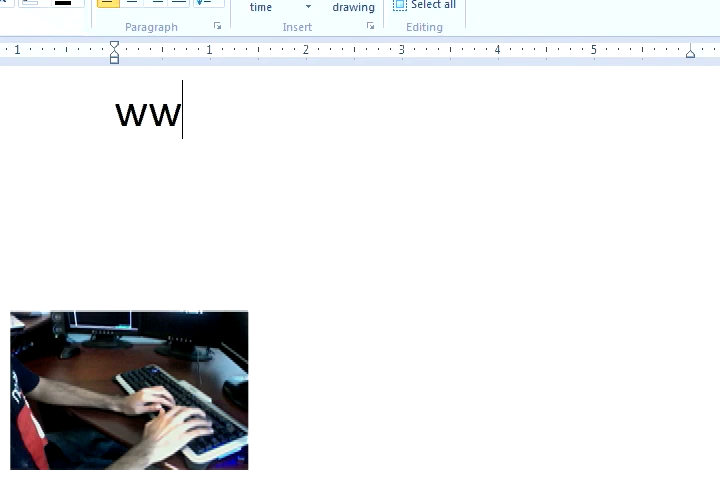 time
drawing
Select all
Paragraph
Insert
Editing
1 1 2 3 4 5
ww